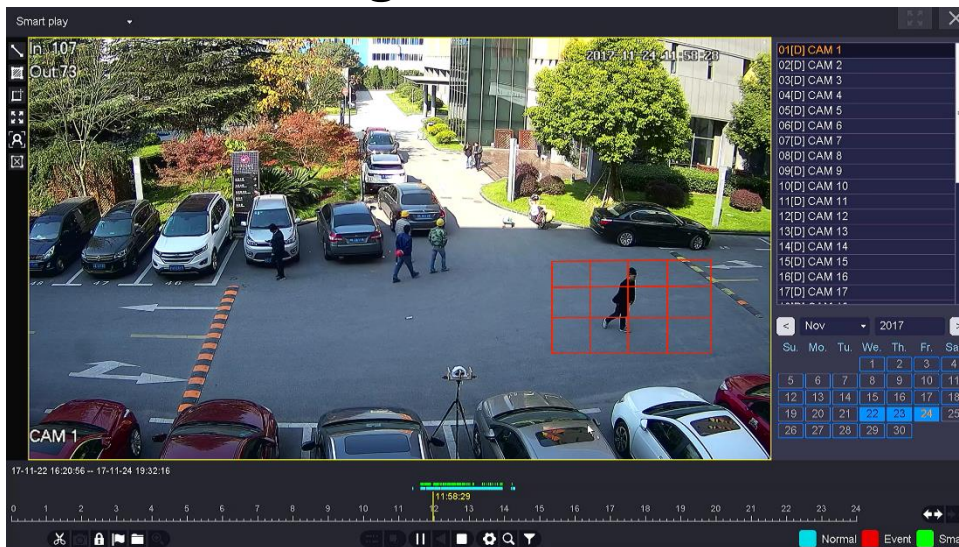 Smart play
In: 107
Out:73
2017-11-24 11:58:28
CAM 1
01[D] CAM 1
02[D] CAM 2
03[D] CAM 3
04[D] CAM 4
05[D] CAM 5
06[D] CAM 6
07[D] CAM 7
08[D] CAM 8
09[D] CAM 9
10[D] CAM 10
11[D] CAM 11
12[D] CAM 12
13[D] CAM 13
14[D] CAM 14
15[D] CAM 15
16[D] CAM 16
17[D] CAM 17
< Nov 2017 >
Su. Mo. Tu. We. Th. Fr. Sa
1 2 3 4
5 6 7 8 9 10 11
12 13 14 15 16 17 18
19 20 21 22 23 24 25
26 27 28 29 30
17-11-22 16:20:56 -- 17-11-24 19:32:16
11:58:29
0 1 2 3 4 5 6 7 8 9 10 11 12 13 14 15 16 17 18 19 20 21 22 23 24
Normal Event Sma